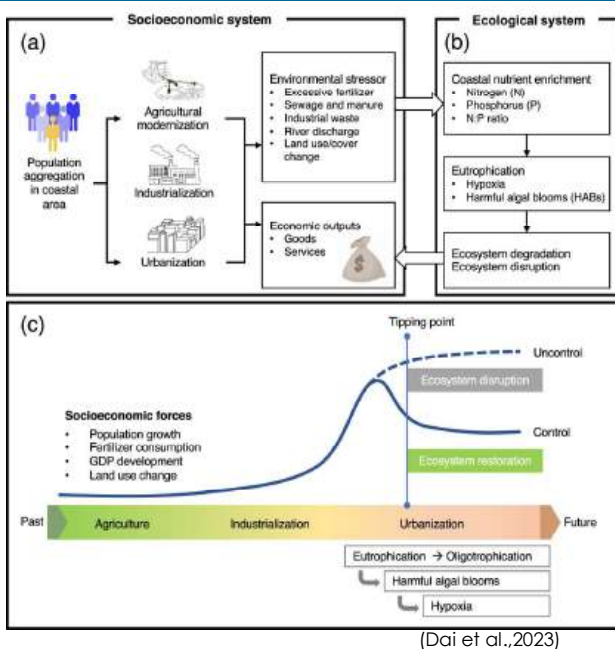 Socioeconomic system
Ecological system
(a)
Population
aggregation
in coastal
area
Agricultural
modernization
Industrialization
Urbanization
Environmental stressor
• Excessive fertilizer
• Sewage and manure
• Industrial waste
• River discharge
• Land use/cover
change
Economic outputs
• Goods
• Services
$
(b)
Coastal nutrient enrichment
• Nitrogen (N)
• Phosphorus (P)
• N:P ratio
Eutrophication
• Hypoxia
• Harmful algal blooms (HABs)
Ecosystem degradation
Ecosystem disruption
(c)
Tipping point
Uncontrol
Ecosystem disruption
Control
Ecosystem restoration
Socioeconomic forces
• Population growth
• Fertilizer consumption
• GDP development
• Land use change
Past
Agriculture
Industrialization
Urbanization
Future
Eutrophication → Oligotrophication
Harmful algal blooms
Hypoxia
(Dai et al.,2023)